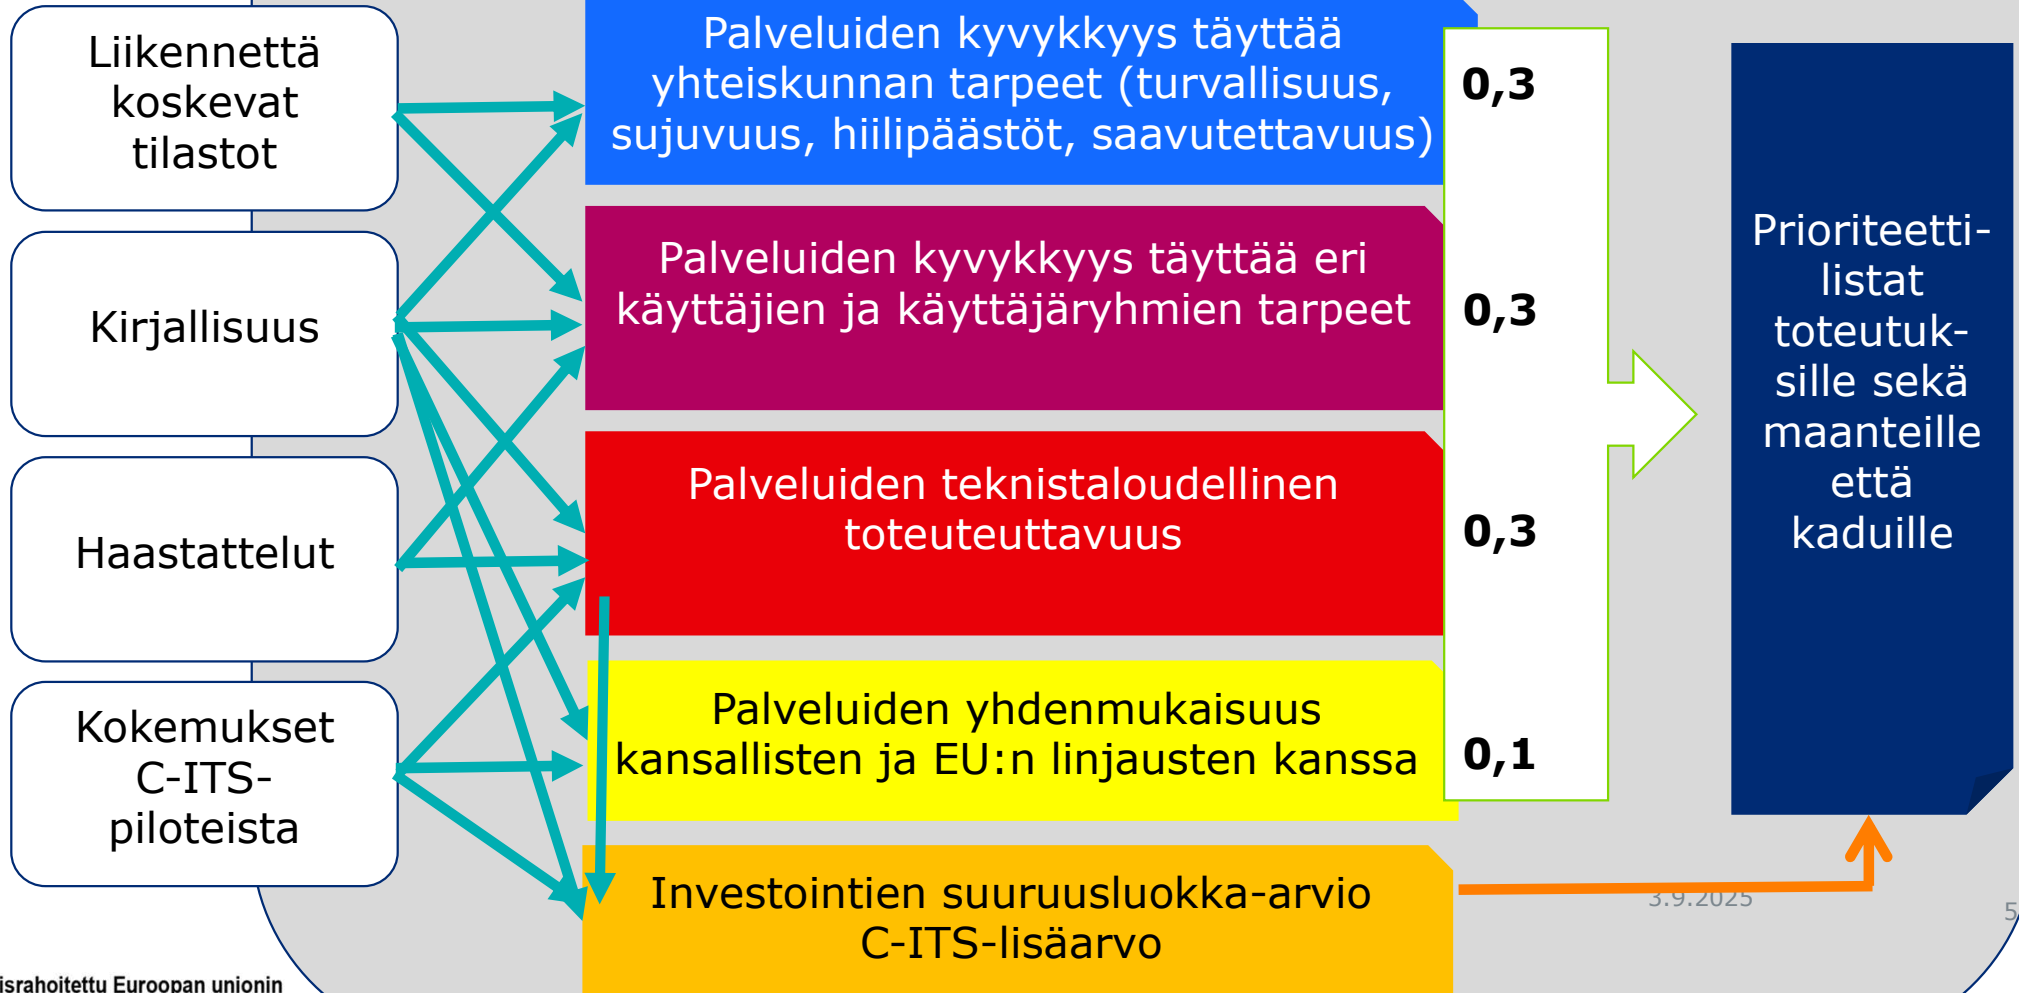 Liikennettä
koskevat
tilastot
Kirjallisuus
Haastattelut
Kokemukset
C-ITS-
piloteista
Palveluiden kyvykkyys täyttää
yhteiskunnan tarpeet (turvallisuus,
sujuvuus, hiilipäästöt, saavutettavuus)
0,3
Palveluiden kyvykkyys täyttää eri
käyttäjien ja käyttäjäryhmien tarpeet
0,3
Palveluiden teknistaloudellinen
toteuteuttavuus
0,3
Palveluiden yhdenmukaisuus
kansallisten ja EU:n linjausten kanssa
0,1
Investointien suuruusluokka-arvio
C-ITS-lisäarvo
Prioriteetti-
listat
toteutuk-
sille sekä
maanteille
että
kaduille
3.9.2025
5
israhoitettu Euroopan unionin